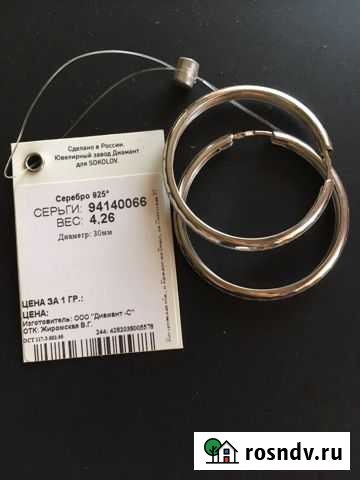 Сделано в России.
Ювелирный завод Диамант
для SOKOLOV.
Серебро 925°
СЕРЬГИ: 94140066
ВЕС: 4,26
Диаметр: 30мм
ЦЕНА ЗА 1 ГР.:
ЦЕНА:
Изготовитель: ООО "Диамант -С"
ОТК: Жиромская В.Г.
rosndv.ru